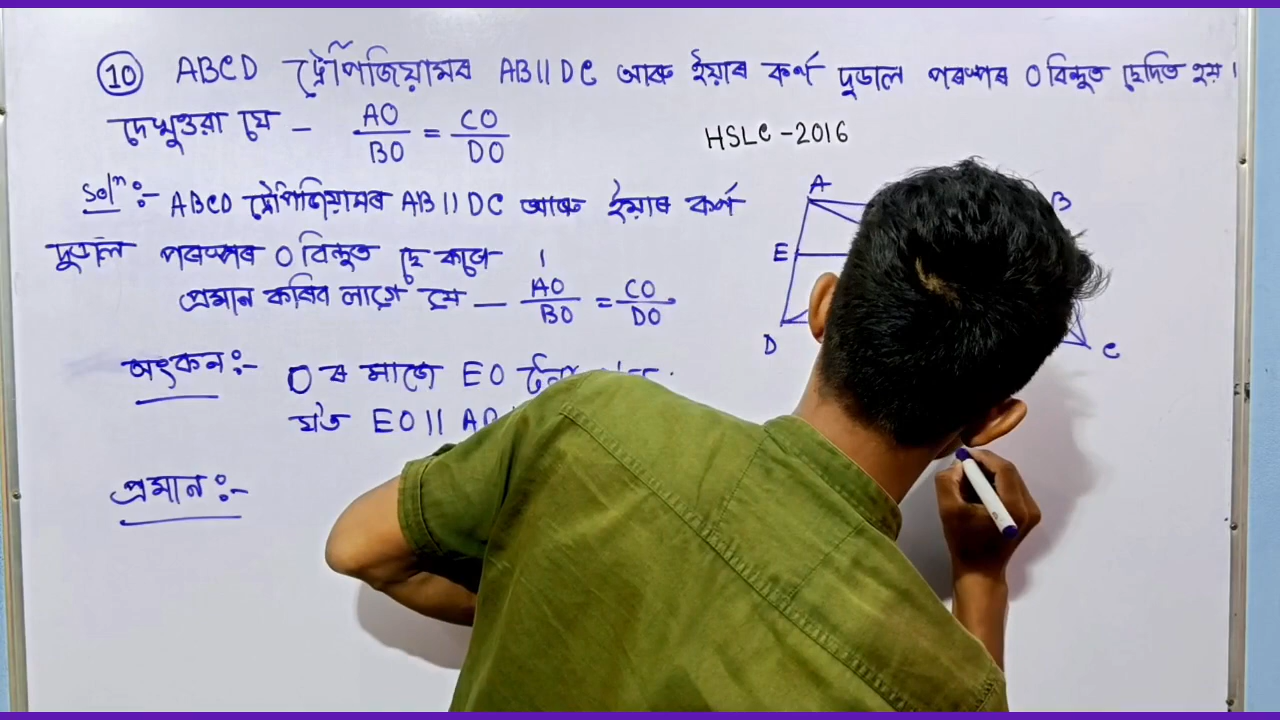 10 ABCD ট্ৰেপিজিয়ামৰ AB || DC আৰু ইয়াৰ কৰ্ণ দুডাল পৰস্পৰ O বিন্দুত ছেদিত হয়।
দেখুওৱা যে – AO/BO = CO/DO
HSLC - 2016
Solⁿ :- ABCD ট্ৰেপিজিয়ামৰ AB || DC আৰু ইয়াৰ কৰ্ণ
দুডাল পৰস্পৰ O বিন্দুত ছে কৰে ।
প্ৰমান কৰিব লাগে যে — AO/BO = CO/DO
অংকন :- O ৰ মাজে EO
যাতে EO ||
প্ৰমান :-
A
B
E
D
C